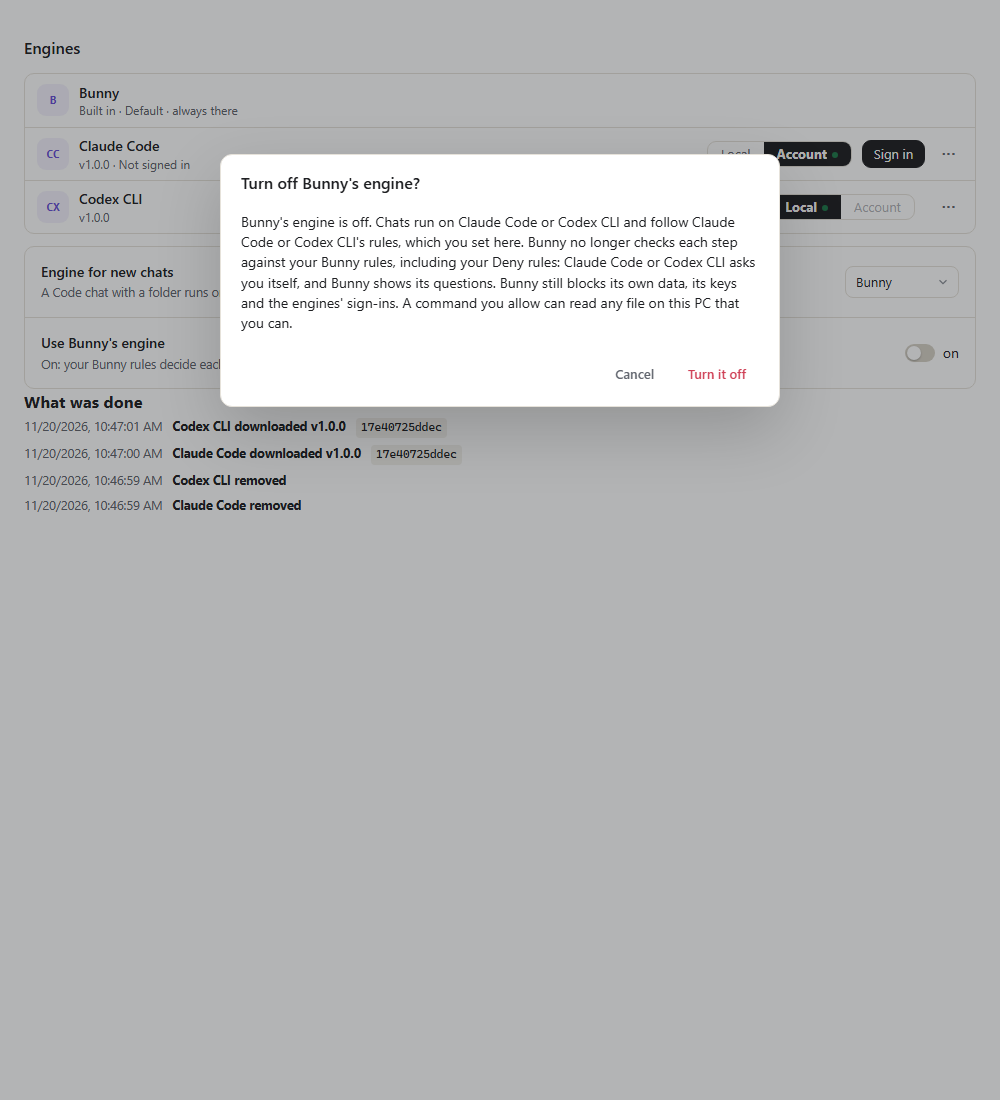 Engines
B
Bunny
Built in · Default · always there
CC
Claude Code
v1.0.0 · Not signed in
Local
Account
Sign in
CX
Codex CLI
v1.0.0
Local
Account
Turn off Bunny's engine?
Bunny's engine is off. Chats run on Claude Code or Codex CLI and follow Claude
Code or Codex CLI's rules, which you set here. Bunny no longer checks each step
against your Bunny rules, including your Deny rules: Claude Code or Codex CLI asks
you itself, and Bunny shows its questions. Bunny still blocks its own data, its keys
and the engines' sign-ins. A command you allow can read any file on this PC that
you can.
Cancel
Turn it off
Engine for new chats
A Code chat with a folder runs
Bunny
Use Bunny's engine
On: your Bunny rules decide
on
What was done
11/20/2026, 10:47:01 AM Codex CLI downloaded v1.0.0 17e40725ddec
11/20/2026, 10:47:00 AM Claude Code downloaded v1.0.0 17e40725ddec
11/20/2026, 10:46:59 AM Codex CLI removed
11/20/2026, 10:46:59 AM Claude Code removed